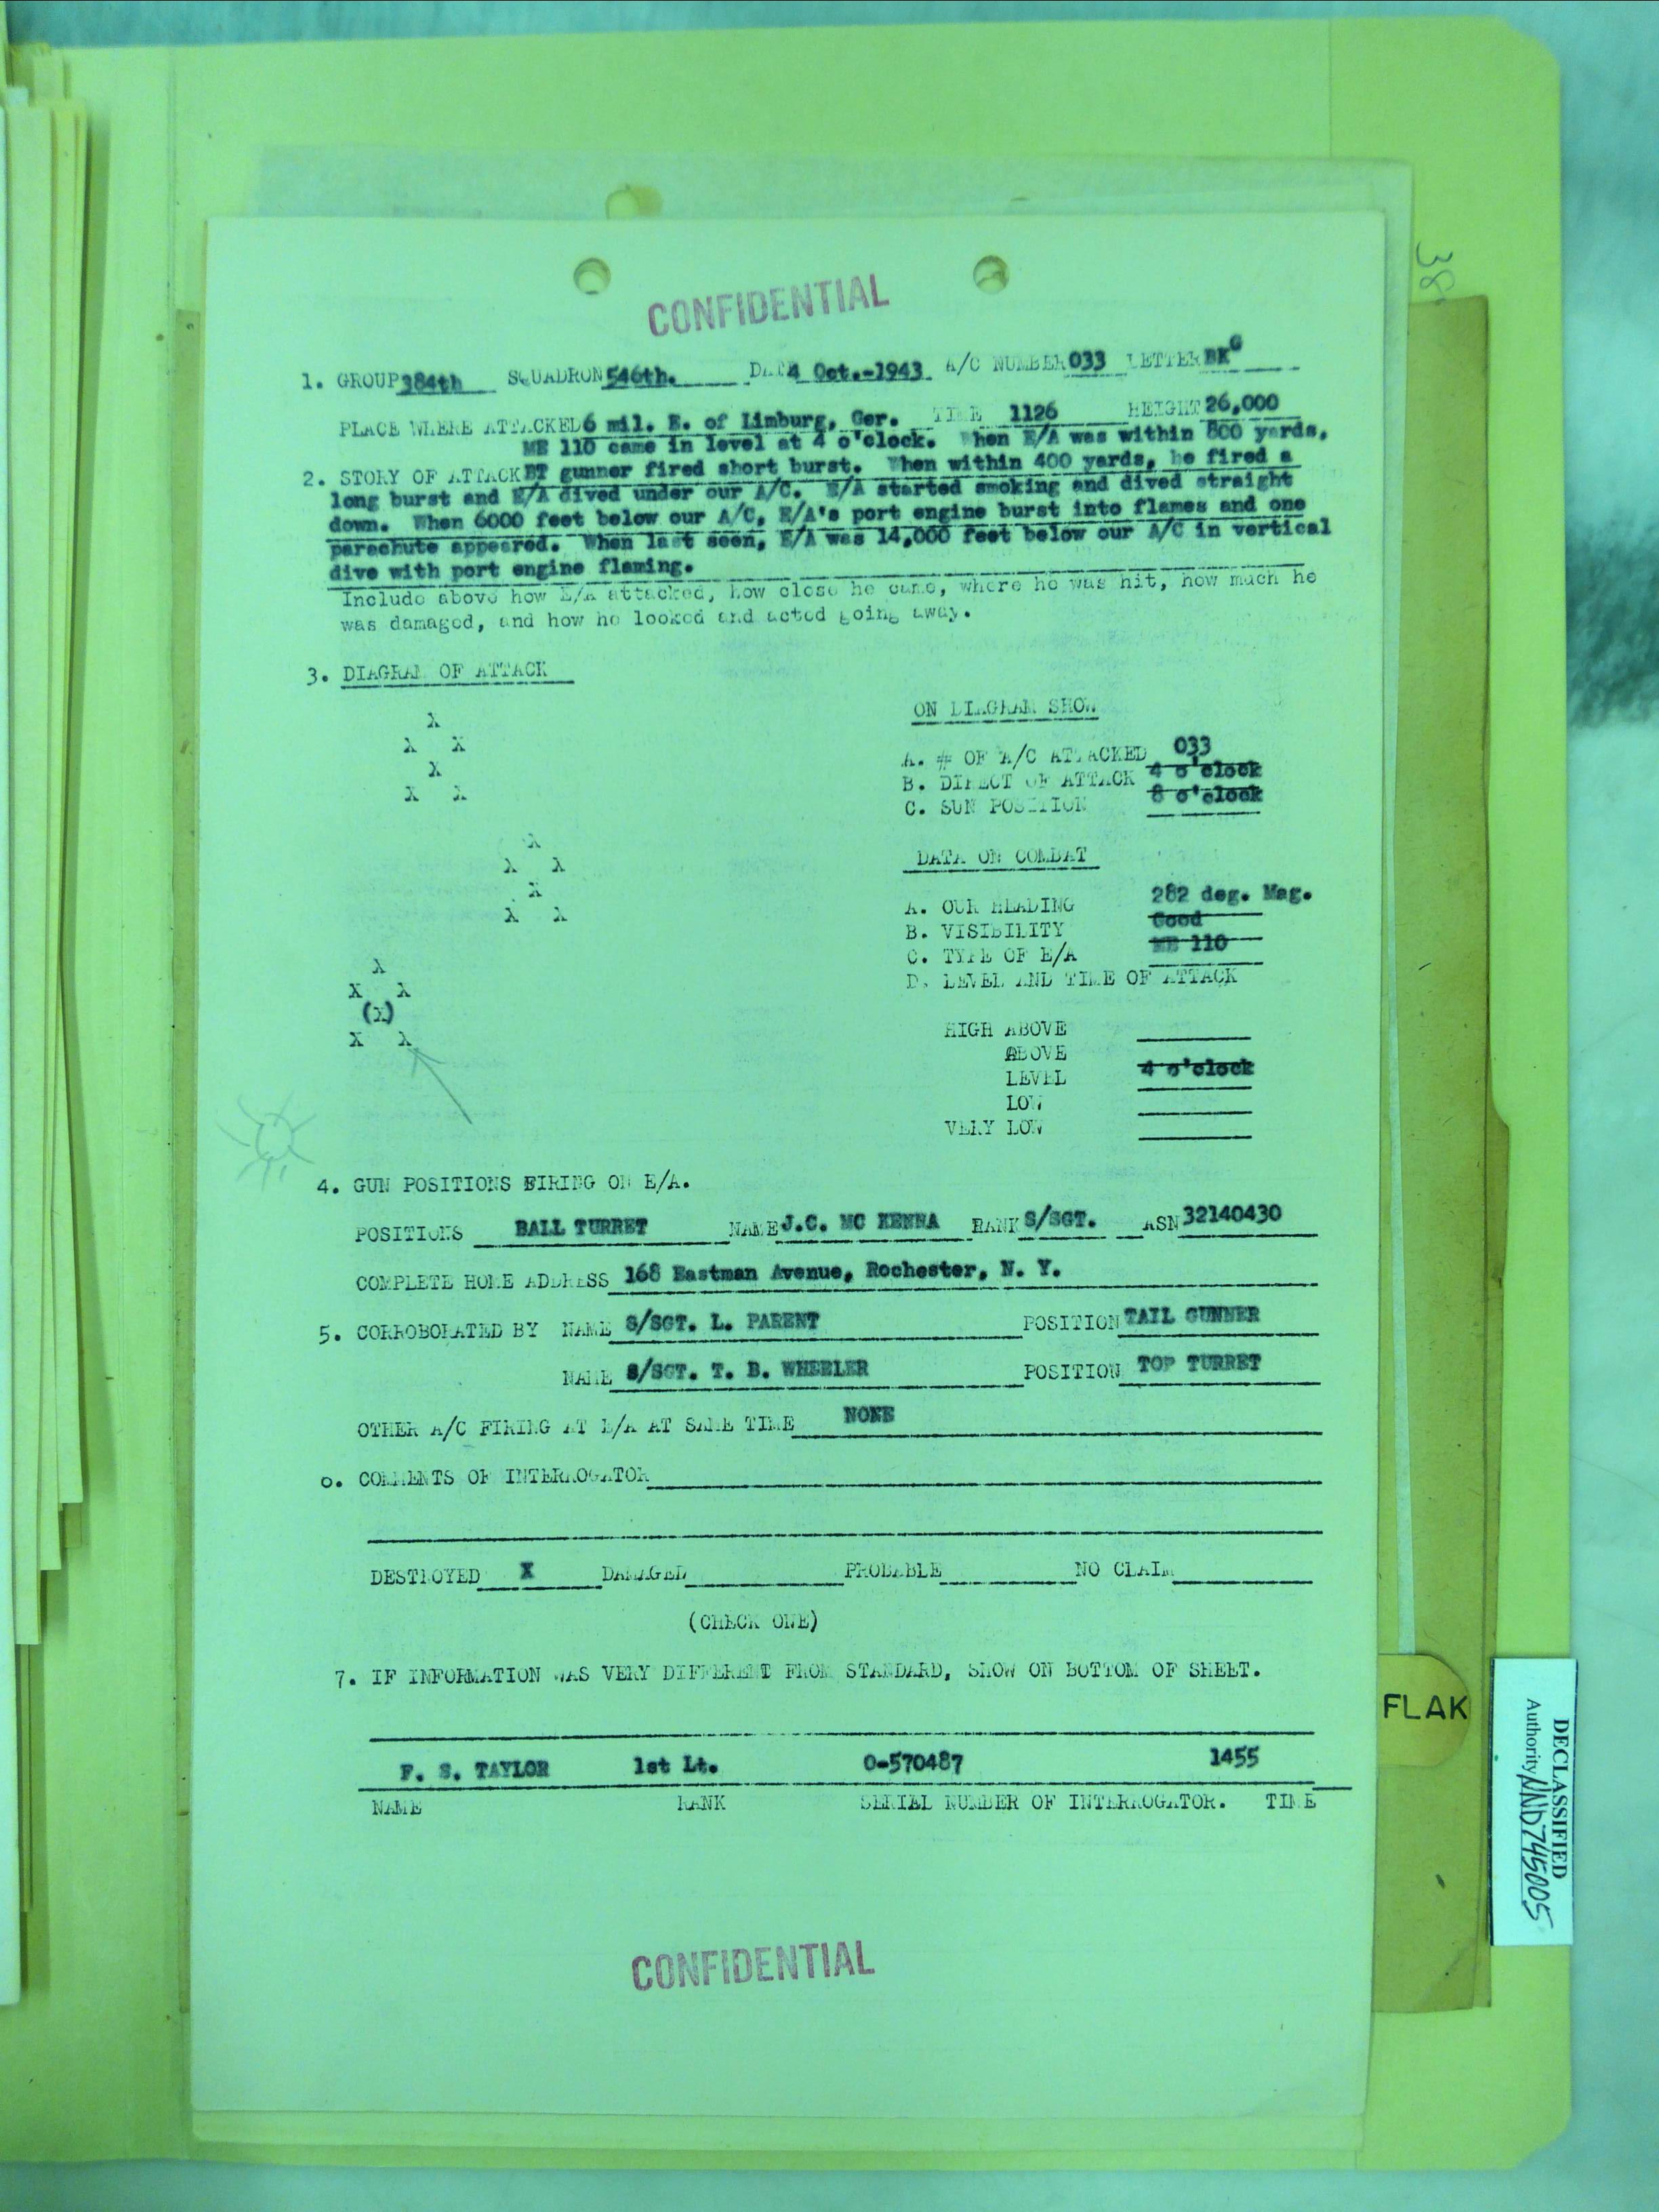 38
CONFIDENTIAL
1. GROUP 384th SQUADRON 546th. DATE 4 Oct.-1943 A/C NUMBER 033 LETTER BK G
PLACE WHERE ATTACKED 6 mil. E. of Limburg, Ger. TIME 1126 HEIGHT 26,000
ME 110 came in level at 4 o'clock. When E/A was within 800 yards,
2. STORY OF ATTACK BT gunner fired short burst. When within 400 yards, he fired a
long burst and E/A dived under our A/C. E/A started smoking and dived straight
down. When 6000 feet below our A/C, E/A's port engine burst into flames and one
parachute appeared. When last seen, E/A was 14,000 feet below our A/C in vertical
dive with port engine flaming.
Include above how E/A attacked, how close he came, where he was hit, how much he
was damaged, and how he looked and acted going away.
3. DIAGRAM OF ATTACK
X
X X
X
X X
X
X X
X
X X
X
X X
(X)
X X
ON DIAGRAM SHOW
A. # OF A/C ATTACKED 033
B. DIRECT OF ATTACK 4 o'clock
C. SUN POSITION 8 o'clock
DATA ON COMBAT
A. OUR HEADING 282 deg. Mag.
B. VISIBILITY Good
C. TYPE OF E/A ME 110
D. LEVEL AND TIME OF ATTACK
HIGH ABOVE
ABOVE
LEVEL 4 o'clock
LOW
VERY LOW
4. GUN POSITIONS FIRING ON E/A.
POSITIONS BALL TURRET NAME J.C. MC KENNA RANK S/SGT. ASN 32140430
COMPLETE HOME ADDRESS 168 Eastman Avenue, Rochester, N. Y.
5. CORROBORATED BY NAME S/SGT. L. PARENT POSITION TAIL GUNNER
NAME S/SGT. T. B. WHEELER POSITION TOP TURRET
OTHER A/C FIRING AT E/A AT SAME TIME NONE
6. COMMENTS OF INTERROGATOR
DESTROYED X DAMAGED PROBABLE NO CLAIM
(CHECK ONE)
7. IF INFORMATION WAS VERY DIFFERENT FROM STANDARD, SHOW ON BOTTOM OF SHEET.
F. S. TAYLOR 1st Lt. 0-570487 1455
NAME RANK SERIAL NUMBER OF INTERROGATOR. TIME
CONFIDENTIAL
FLAK
DECLASSIFIED
Authority NND745005